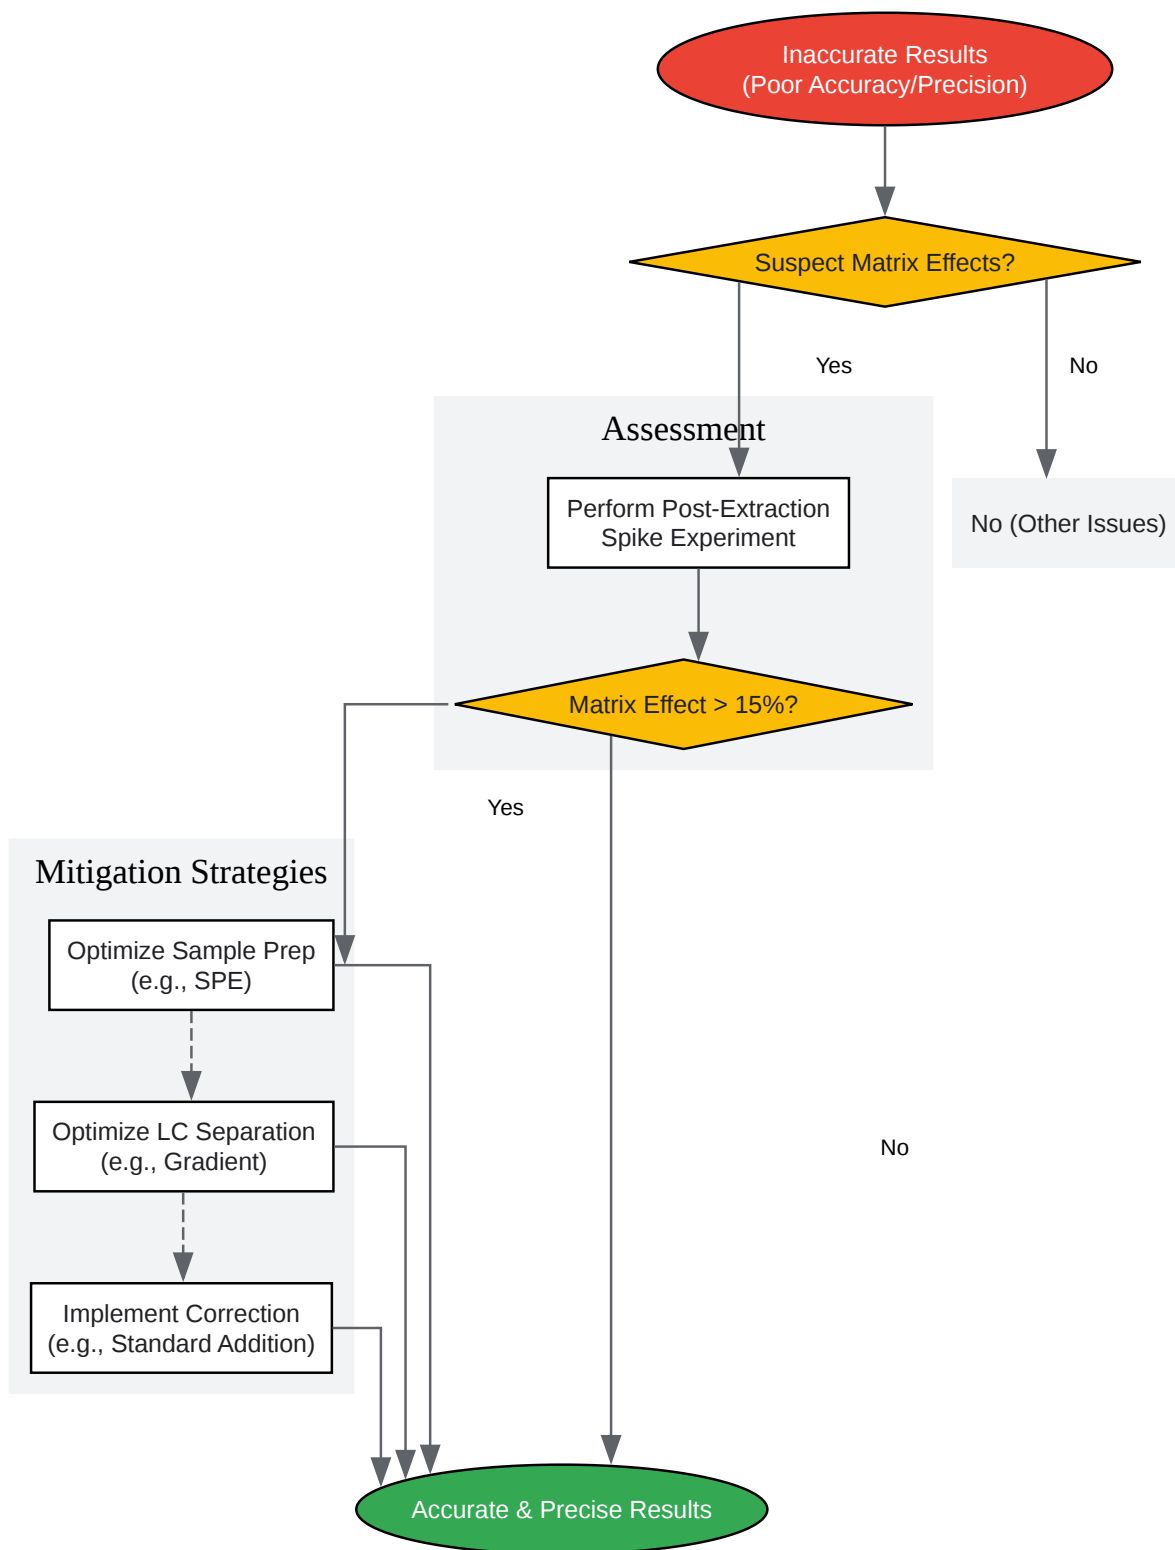 Inaccurate Results
(Poor Accuracy/Precision)
Suspect Matrix Effects?
Yes
No
Assessment
Perform Post-Extraction
Spike Experiment
No (Other Issues)
Matrix Effect > 15%?
Yes
Mitigation Strategies
Optimize Sample Prep
(e.g., SPE)
Optimize LC Separation
(e.g., Gradient)
No
Implement Correction
(e.g., Standard Addition)
Accurate & Precise Results